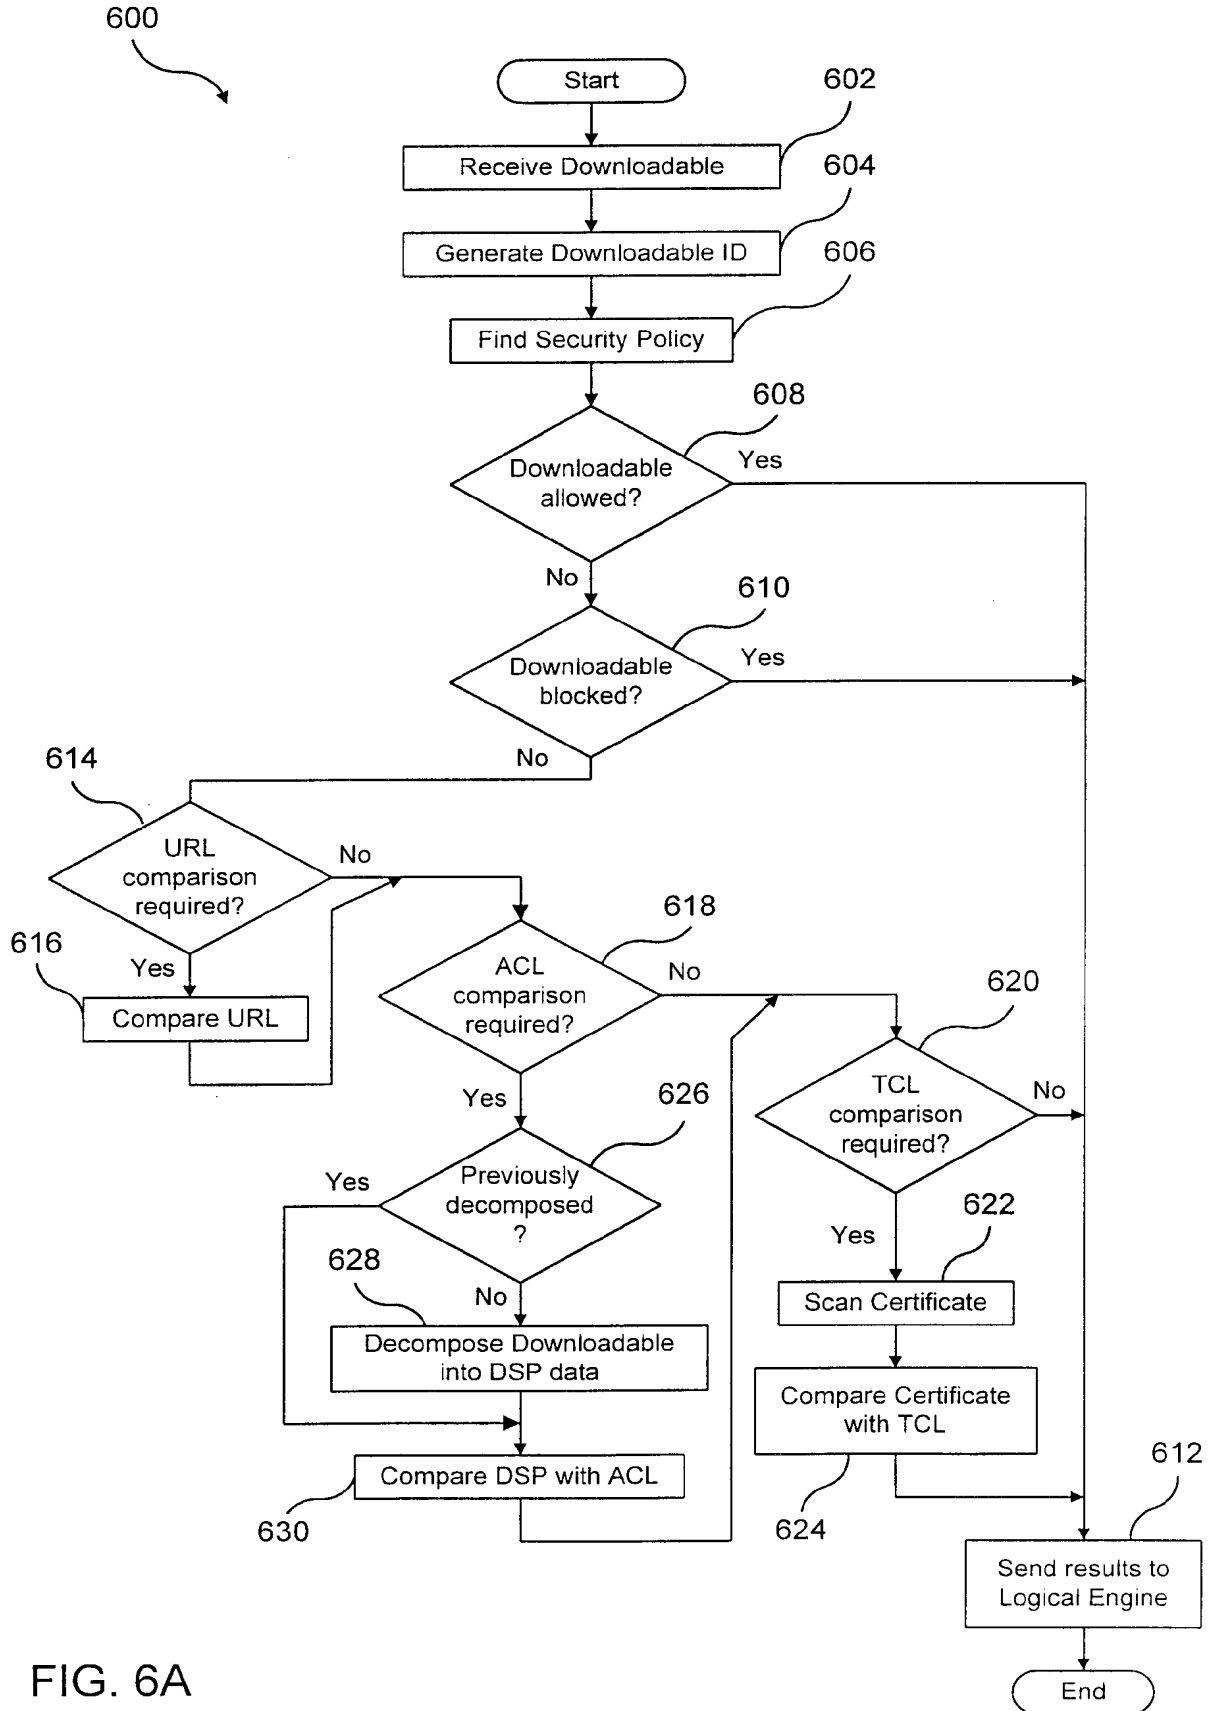 600
Start
602
Receive Downloadable
604
Generate Downloadable ID
606
Find Security Policy
608
Downloadable
allowed?
Yes
No
610
Downloadable
blocked?
Yes
No
614
URL
comparison
required?
No
616
Yes
Compare URL
618
ACL
comparison
required?
No
620
TCL
comparison
required?
No
Yes
626
Previously
decomposed
?
Yes
628
No
Decompose Downloadable
into DSP data
Compare DSP with ACL
630
622
Yes
Scan Certificate
Compare Certificate
with TCL
624
612
Send results to
Logical Engine
End
FIG. 6A